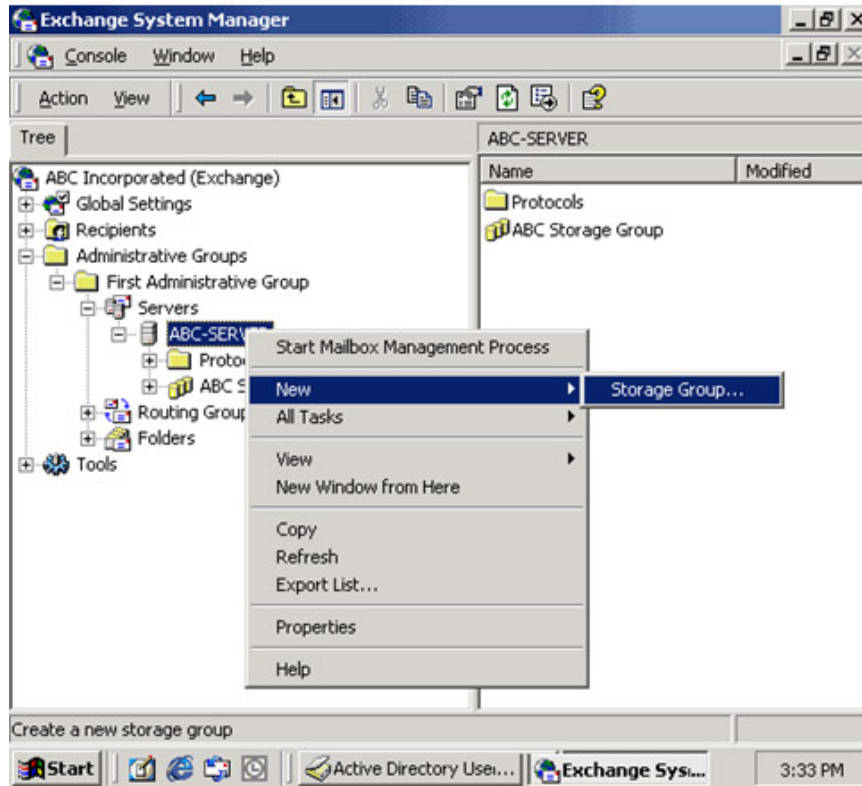 Exchange System Manager
Console Window Help
Action View
Tree
ABC-SERVER
Name Modified
ABC Incorporated (Exchange)
Global Settings
Recipients
Administrative Groups
First Administrative Group
Servers
ABC-SERVER
Proto
ABC S
Routing Group
Folders
Tools
Protocols
ABC Storage Group
Start Mailbox Management Process
New
Storage Group...
All Tasks
View
New Window from Here
Copy
Refresh
Export List...
Properties
Help
Create a new storage group
Start
Active Directory User...
Exchange Sys...
3:33 PM